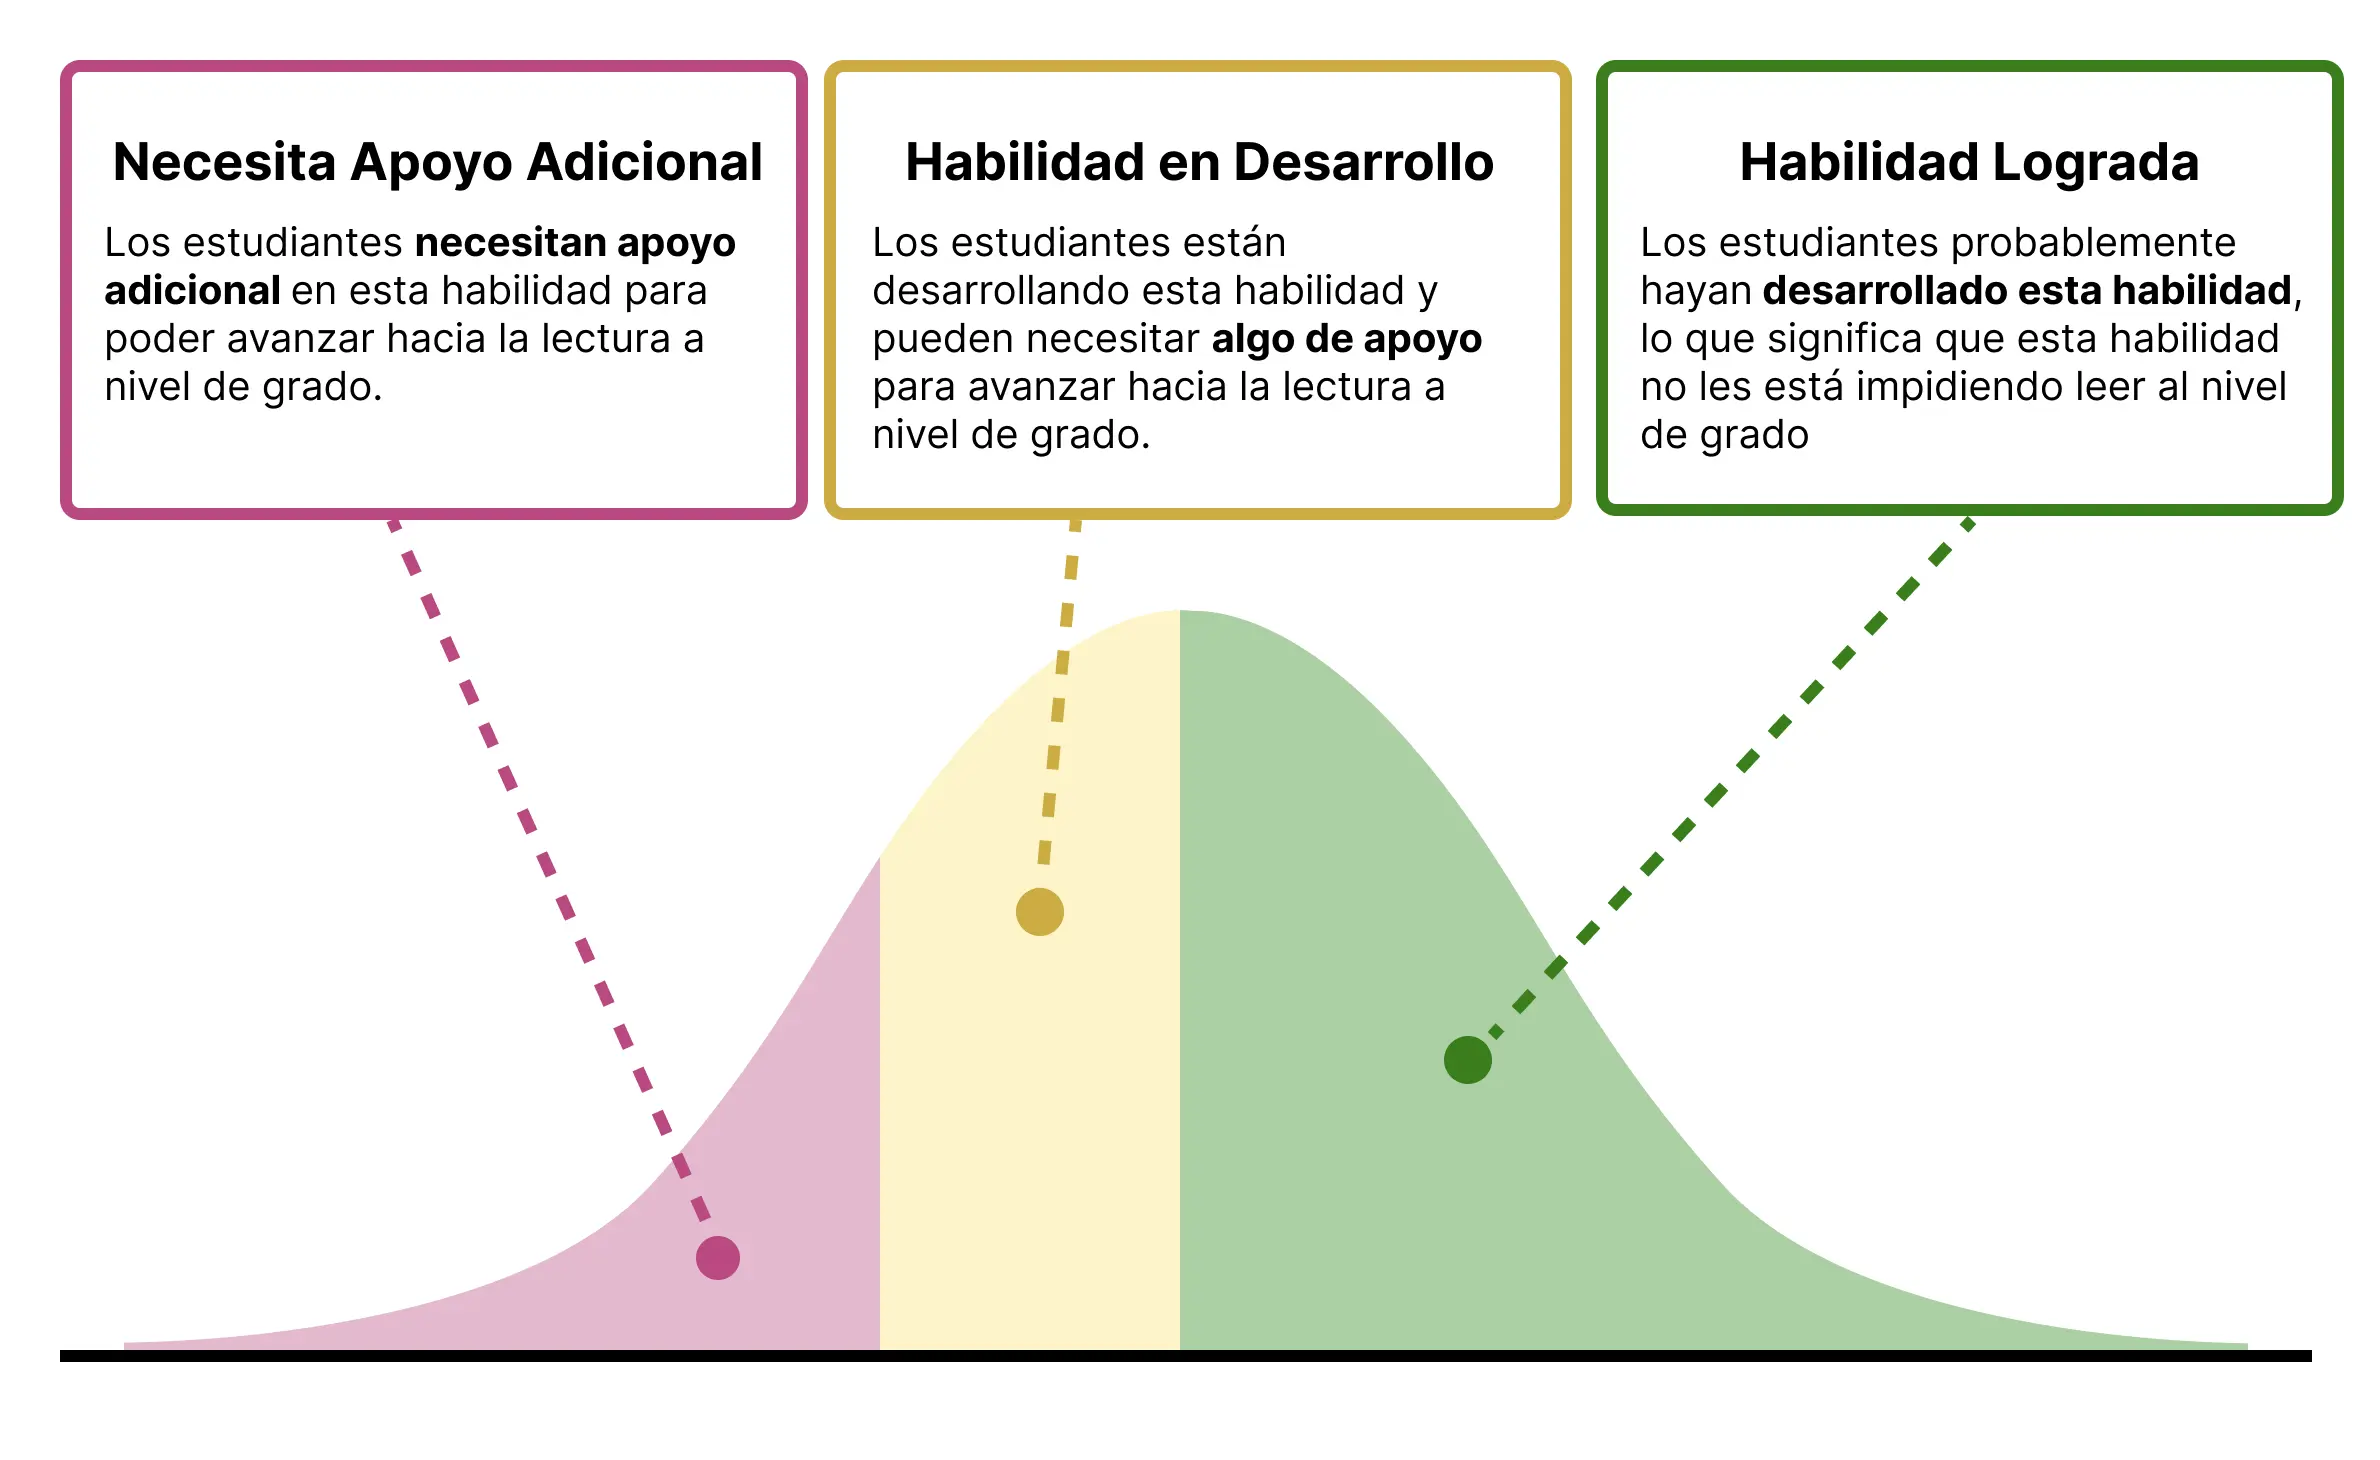 Necesita Apoyo Adicional
Los estudiantes necesitan apoyo
adicional en esta habilidad para
poder avanzar hacia la lectura a
nivel de grado.
Habilidad en Desarrollo
Los estudiantes están
desarrollando esta habilidad y
pueden necesitar algo de apoyo
para avanzar hacia la lectura a
nivel de grado.
Habilidad Lograda
Los estudiantes probablemente
hayan desarrollado esta habilidad,
lo que significa que esta habilidad
no les está impidiendo leer al nivel
de grado